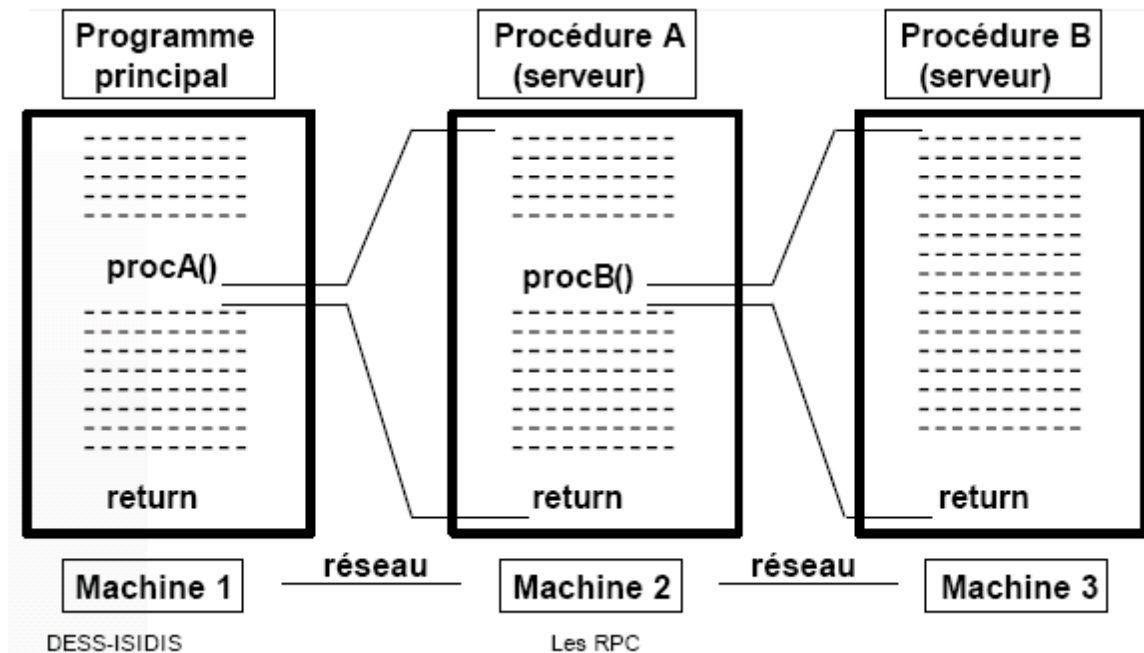 Programme
principal
Procédure A
(serveur)
Procédure B
(serveur)
procA()
return
procB()
return
return
Machine 1
réseau
Machine 2
réseau
Machine 3
DESS-ISIDIS
Les RPC